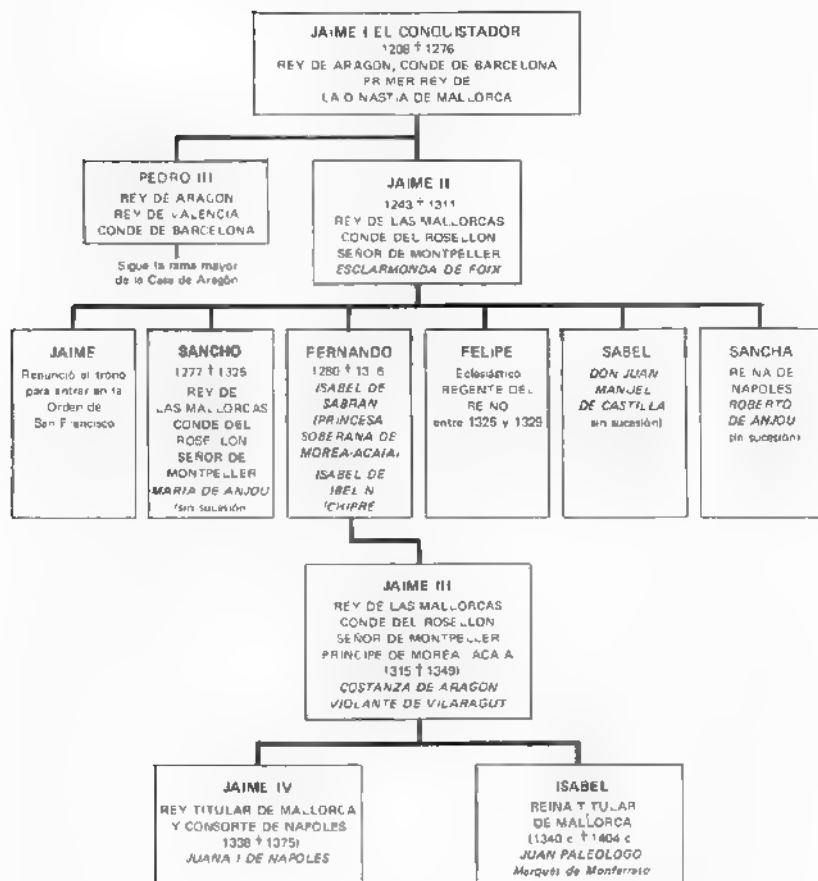 JAIME I EL CONQUISTADOR
1208 † 1276
REY DE ARAGON, CONDE DE BARCELONA
PRIMER REY DE
LA DINASTIA DE MALLORCA
PEDRO III
REY DE ARAGON
REY DE VALENCIA
CONDE DE BARCELONA
Sigue la rama mayor
de la Casa de Aragón
JAIME II
1243 † 1311
REY DE LAS MALLORCAS
CONDE DEL ROSELLON
SEÑOR DE MONTPELLER
ESCLARMONDA DE FOIX
JAIME
Renunció al trono
para entrar en la
Orden de
San Francisco
SANCHO
1277 † 1325
REY DE
LAS MALLORCAS
CONDE DEL
ROSELLON
SEÑOR DE
MONTPELLER
MARIA DE ANJOU
(sin sucesión
FERNANDO
1280 † 13 6
ISABEL DE
SABRAN
(PRINCESA
SOBERANA DE
MOREA-ACAIA)
ISABEL DE
IBELIN
(CHIPRE
FELIPE
Eclesiástico
REGENTE DEL
REINO
entre 1325 y 1329
SABEL
DON JUAN
MANUEL
DE CASTILLA
sin sucesión)
SANCHA
REINA DE
NAPOLES
ROBERTO
DE ANJOU
sin sucesión)
JAIME III
REY DE LAS MALLORCAS
CONDE DEL ROSELLON
SEÑOR DE MONTPELLER
PRINCIPE DE MOREA ACAIA
1315 † 1349)
COSTANZA DE ARAGON
VIOLANTE DE VILARAGUT
JAIME IV
REY TITULAR DE MALLORCA
Y CONSORTE DE NAPOLES
1338 † 1375)
JUANA I DE NAPOLES
ISABEL
REINA TITULAR
DE MALLORCA
(1340 c † 1404 c
JUAN PALEOLOGO
Marqués de Monferrato